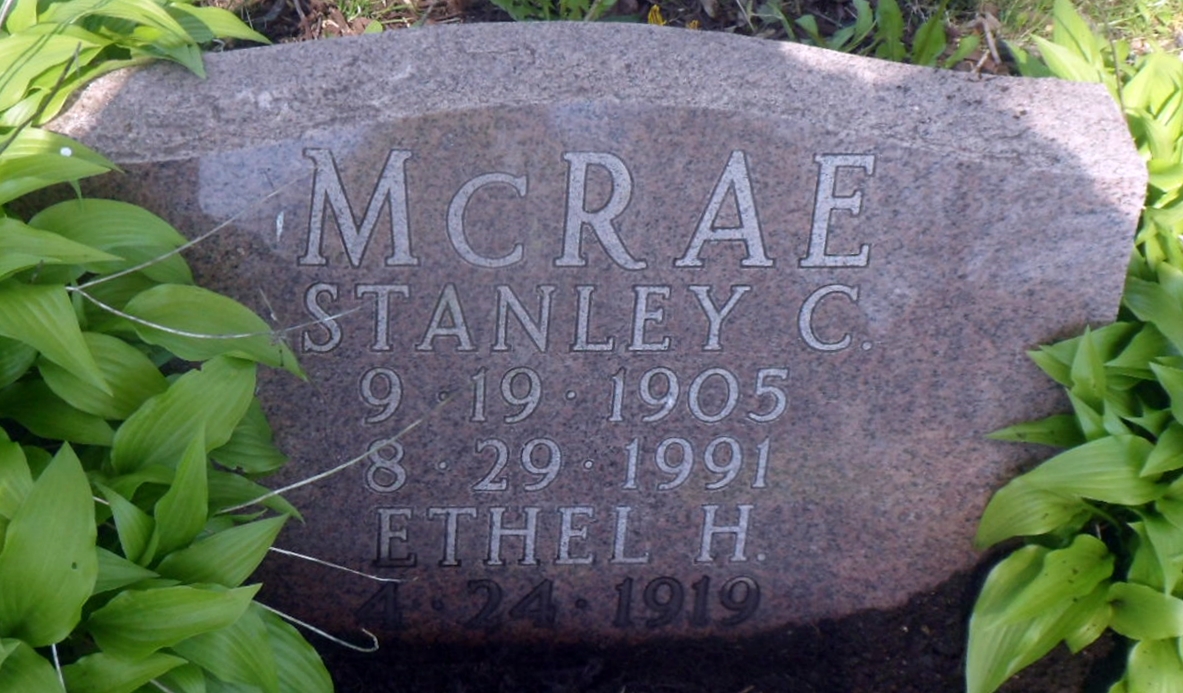 McRAE
STANLEY C.
9 · 19 · 1905
8 · 29 · 1991
ETHEL H.
4 · 24 · 1919